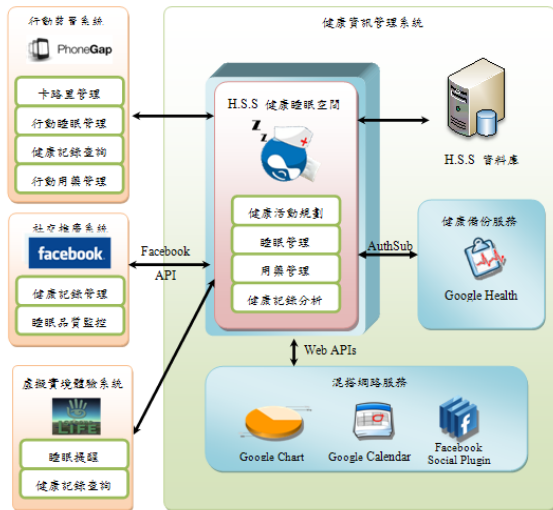 行動裝置系統
PhoneGap
卡路里管理
行動睡眠管理
健康記錄查詢
行動用藥管理
社交推廣系統
facebook
健康記錄管理
睡眠品質監控
虛擬實境體驗系統
LIFE
睡眠提醒
健康記錄查詢
Facebook
API
健康資訊管理系統
H.S.S 健康睡眠空間
z z z
健康活動規劃
睡眠管理
用藥管理
健康記錄分析
H.S.S 資料應
AuthSub
健康備份服務
Google Health
Web APIs
混搭網路服務
Google Chart
Google Calendar
Facebook
Social Plugin